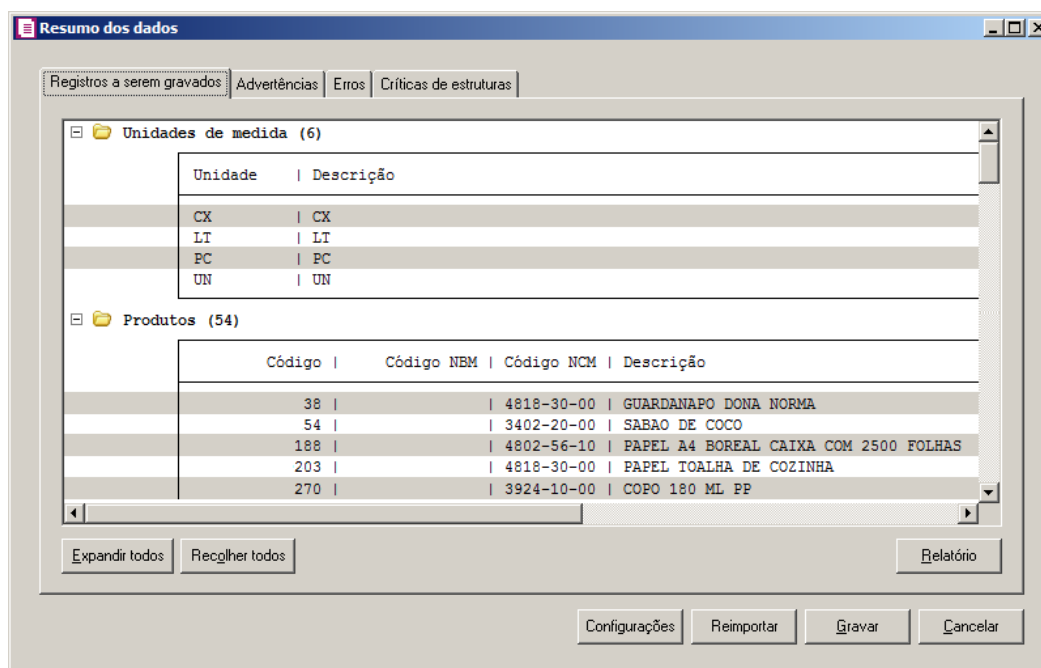 Resumo dos dados
Registros a serem gravados Advertências Erros Críticas de estruturas
Unidades de medida (6)
Unidade | Descrição
CX | CX
LT | LT
PC | PC
UN | UN
Produtos (54)
Código | Código NBM | Código NCM | Descrição
38 | | 4818-30-00 | GUARDANAPO DONA NORMA
54 | | 3402-20-00 | SABAO DE COCO
188 | | 4802-56-10 | PAPEL A4 BOREAL CAIXA COM 2500 FOLHAS
203 | | 4818-30-00 | PAPEL TOALHA DE COZINHA
270 | | 3924-10-00 | COPO 180 ML PP
Expandir todos Recolher todos Relatório
Configurações Reimportar Gravar Cancelar